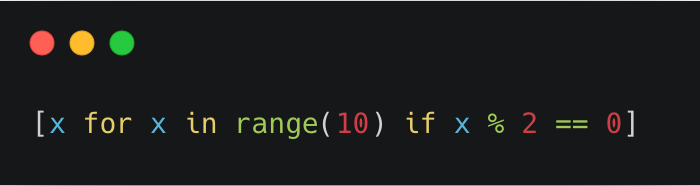 [x for x in range(10) if x % 2 == 0]